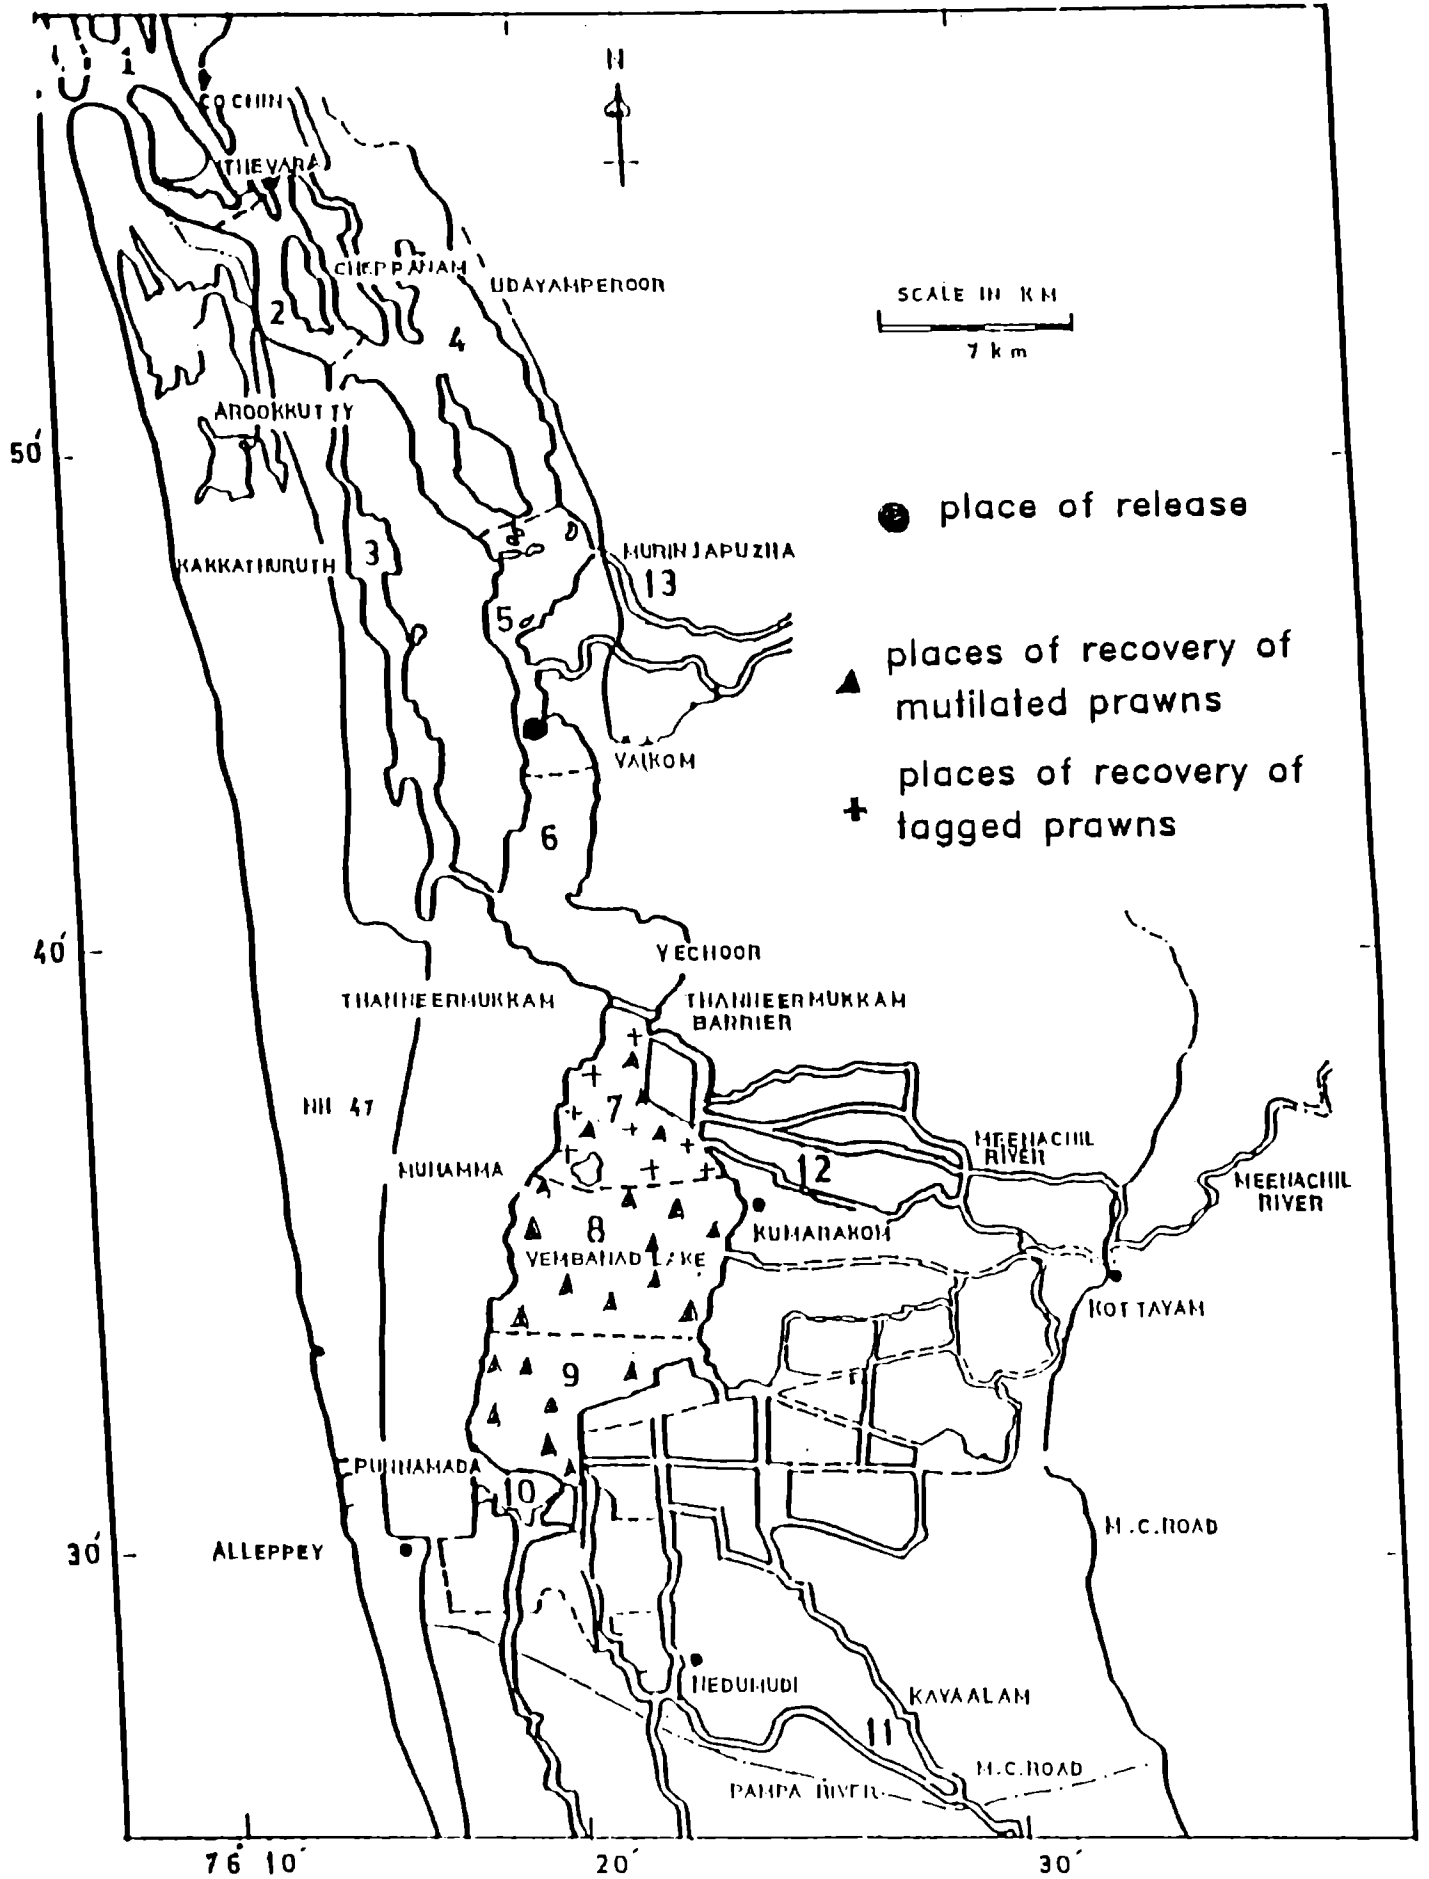 1
N
COCHIN
THEVARA
CHEPPANAM
UDAYAMPEROOR
SCALE IN KM
7 km
2
4
AROOKKUTTY
50′
place of release
3
KAKKATHURUTH
MURINJAPUZHA
13
5
places of recovery of
mutilated prawns
VAIKOM
places of recovery of
tagged prawns
6
40′
VECHOOR
THANNEERMUKKAM
THANNEERMUKKAM
BARRIER
NH 47
7
MEENACHIL
RIVER
MUHAMMA
12
MEENACHIL
RIVER
8
KUMARAKOM
VEMBANAD LAKE
KOTTAYAM
9
PUNNAMADA
10
M.C.ROAD
30′
ALLEPPEY
NEDUMUDI
KAVAALAM
11
M.C.ROAD
PAMPA RIVER
76° 10′
20′
30′